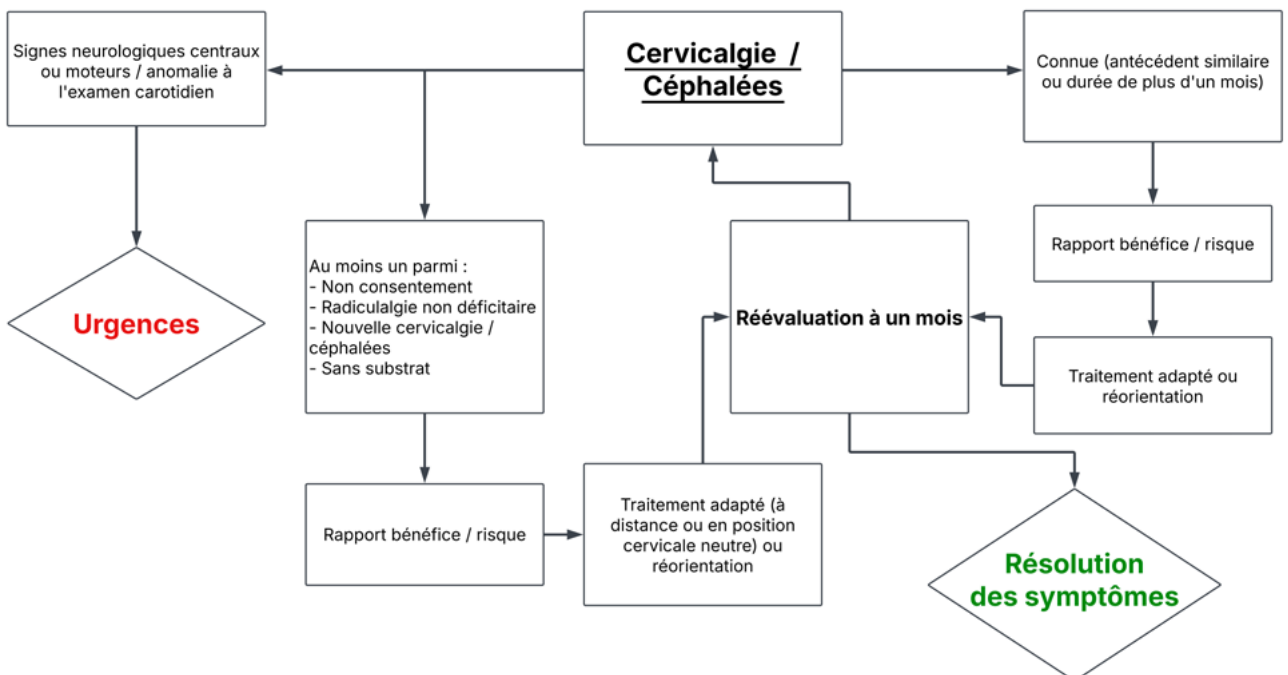 Signes neurologiques centraux
ou moteurs / anomalie à
l'examen carotidien
Cervicalgie /
Céphalées
Connue (antécédent similaire
ou durée de plus d'un mois)
Urgences
Au moins un parmi :
- Non consentement
- Radiculalgie non déficitaire
- Nouvelle cervicalgie /
céphalées
- Sans substrat
Réévaluation à un mois
Rapport bénéfice / risque
Traitement adapté ou
réorientation
Rapport bénéfice / risque
Traitement adapté (à
distance ou en position
cervicale neutre) ou
réorientation
Résolution
des symptômes